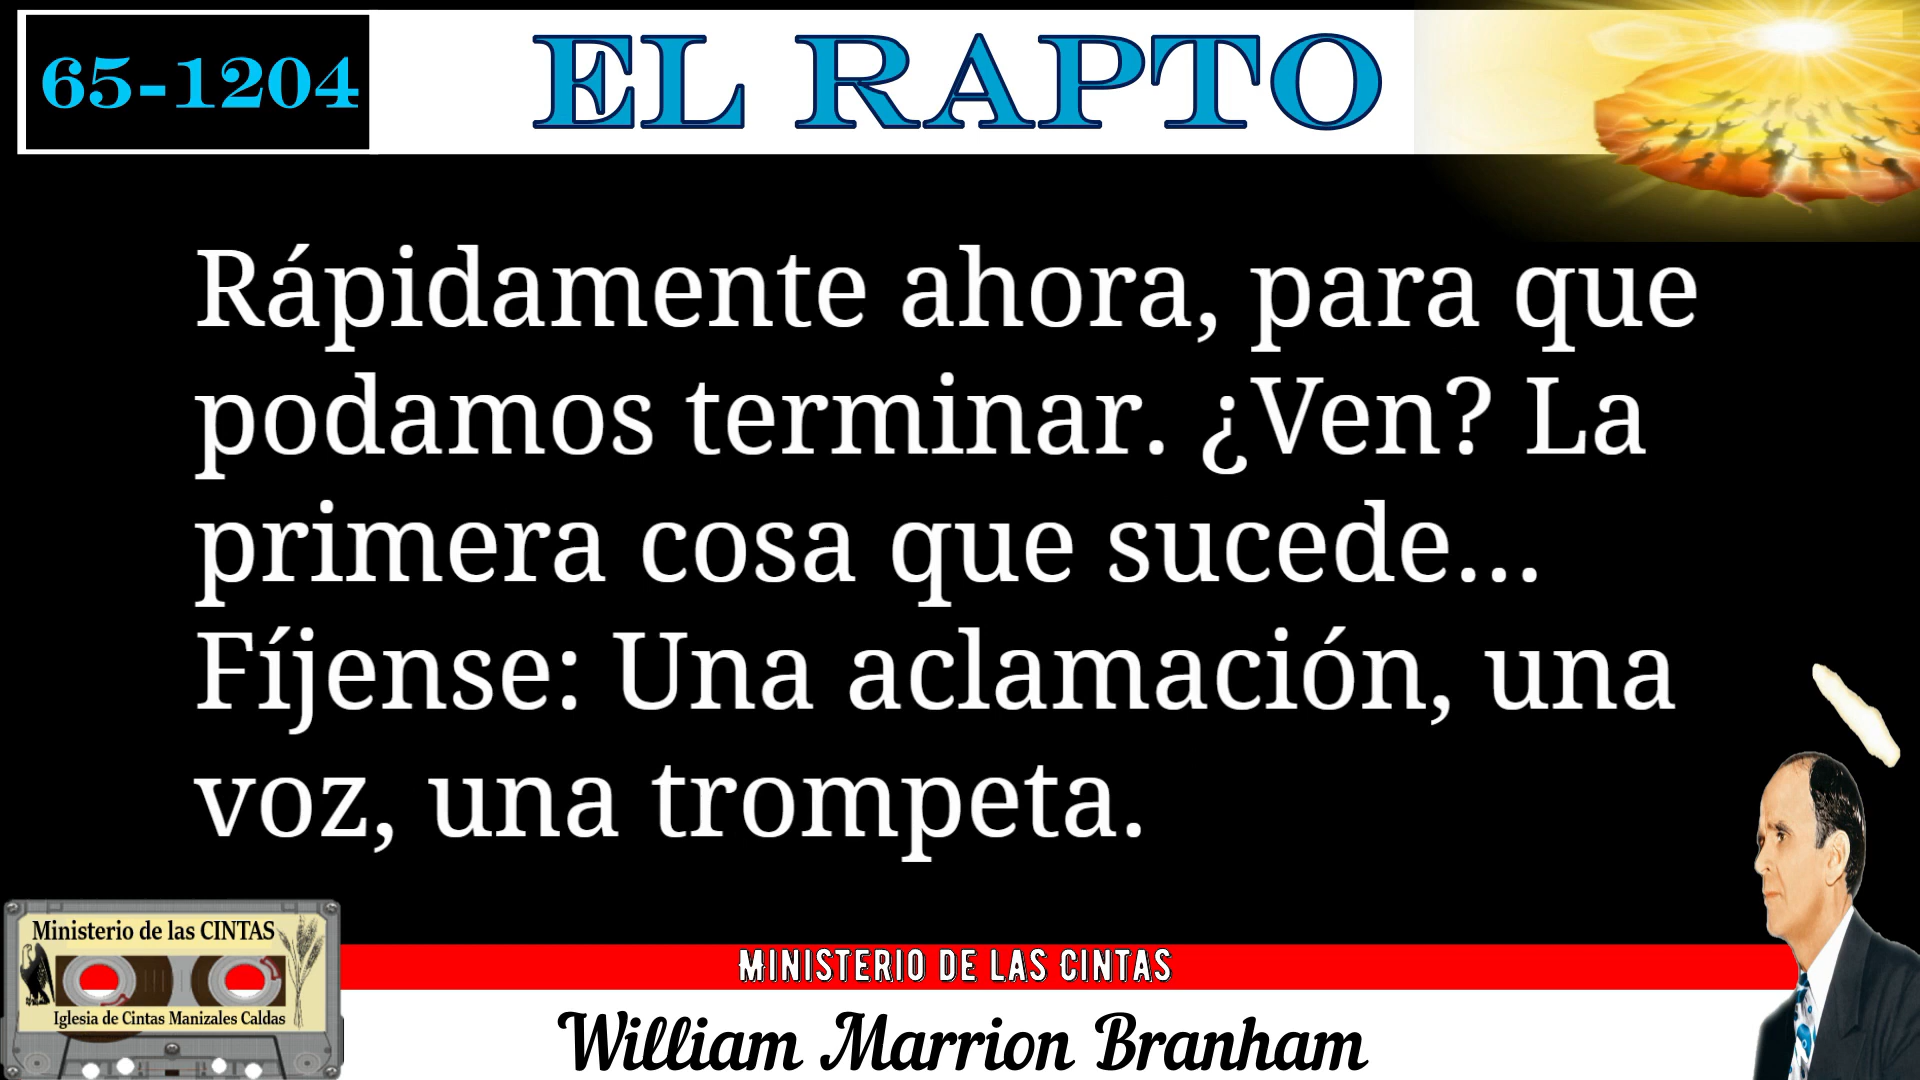 65-1204
EL RAPTO
Rápidamente ahora, para que
podamos terminar. ¿Ven? La
primera cosa que sucede...
Fíjense: Una aclamación, una
voz, una trompeta.
Ministerio de las CINTAS
Iglesia de Cintas Manizales Caldas
MINISTERIO DE LAS CINTAS
William Marrion Branham